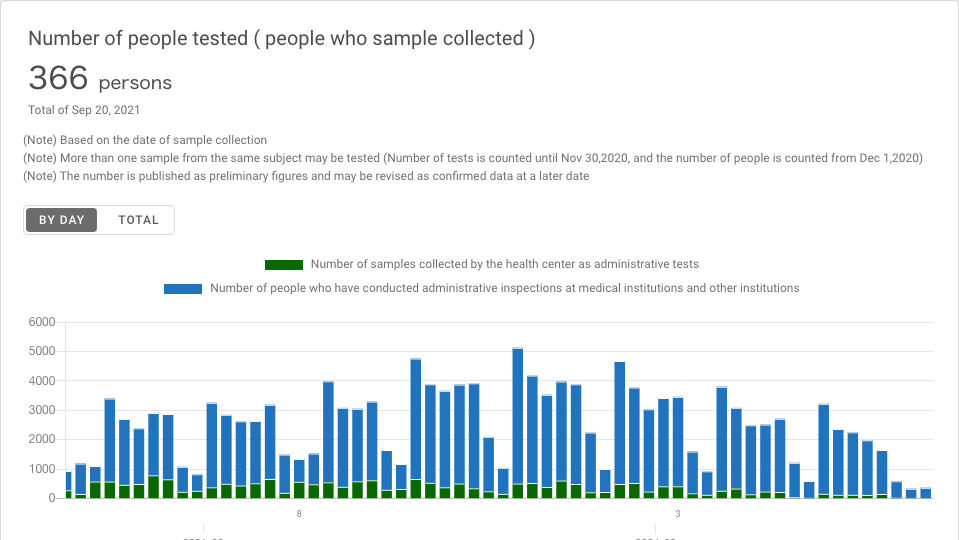 Number of people tested ( people who sample collected )
366 persons
Total of Sep 20, 2021
(Note) Based on the date of sample collection
(Note) More than one sample from the same subject may be tested (Number of tests is counted until Nov 30,2020, and the number of people is counted from Dec 1,2020)
(Note) The number is published as preliminary figures and may be revised as confirmed data at a later date
BY DAY TOTAL
Number of samples collected by the health center as administrative tests
Number of people who have conducted administrative inspections at medical institutions and other institutions
6000
5000
4000
3000
2000
1000
0
8 3